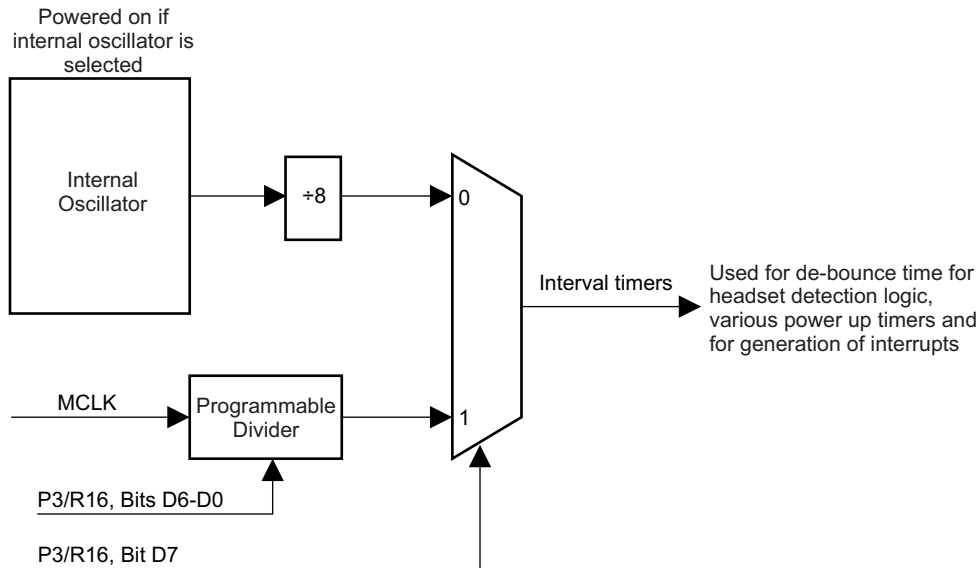 Powered on if
internal oscillator is
selected
Internal
Oscillator
÷8
0
Interval timers
Used for de-bounce time for
headset detection logic,
various power up timers and
for generation of interrupts
MCLK
Programmable
Divider
1
P3/R16, Bits D6-D0
P3/R16, Bit D7